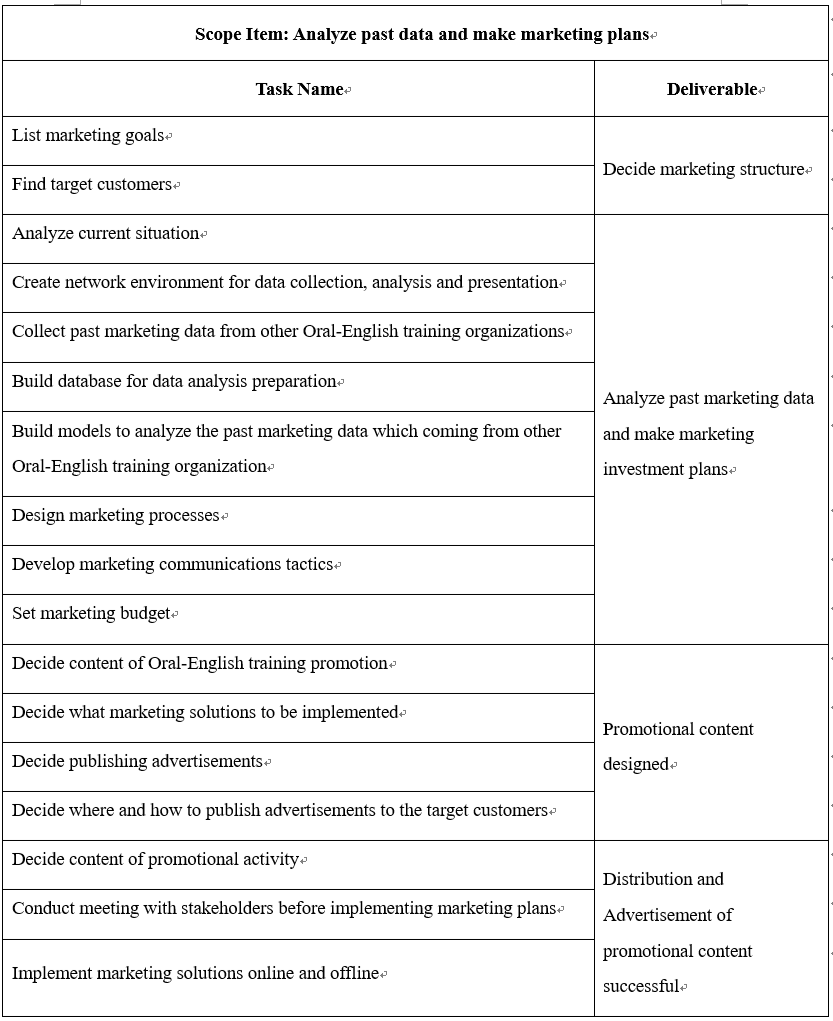 Scope Item: Analyze past data and make marketing plans
Task Name
Deliverable
List marketing goals
Find target customers
Decide marketing structure
Analyze current situation
Create network environment for data collection, analysis and presentation
Collect past marketing data from other Oral-English training organizations
Build database for data analysis preparation
Build models to analyze the past marketing data which coming from other
Oral-English training organization
Design marketing processes
Develop marketing communications tactics
Set marketing budget
Analyze past marketing data
and make marketing
investment plans
Decide content of Oral-English training promotion
Decide what marketing solutions to be implemented
Decide publishing advertisements
Decide where and how to publish advertisements to the target customers
Promotional content
designed
Decide content of promotional activity
Conduct meeting with stakeholders before implementing marketing plans
Implement marketing solutions online and offline
Distribution and
Advertisement of
promotional content
successful